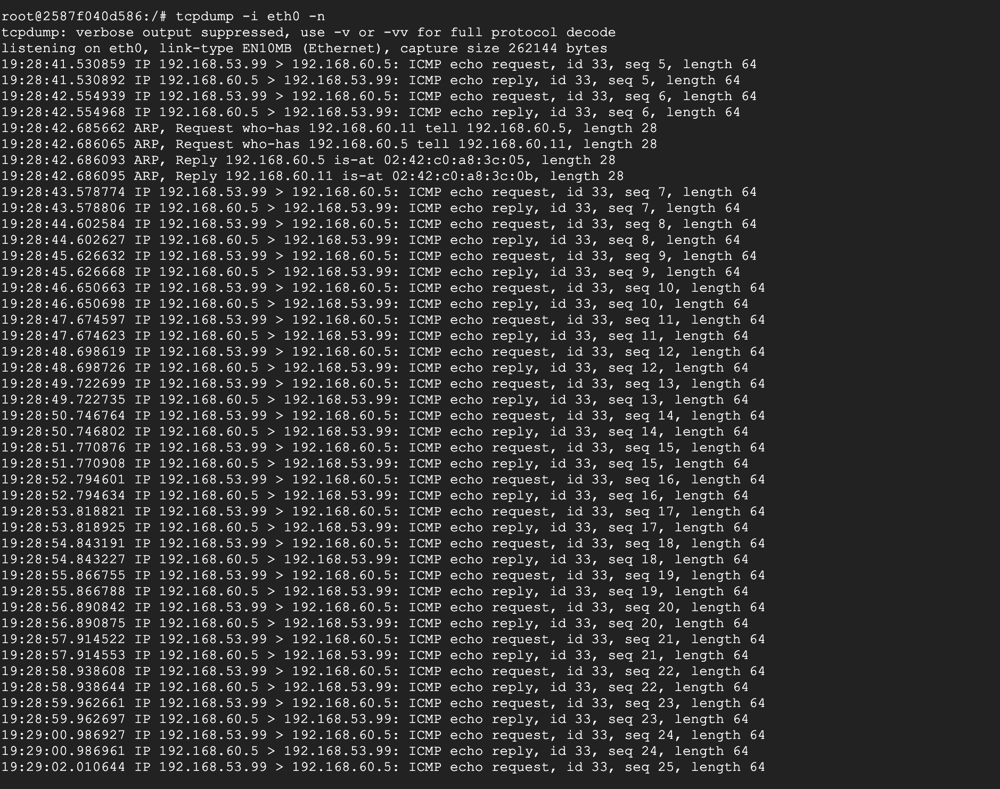 root@2587f040d586:/# tcpdump -i eth0 -n
tcpdump: verbose output suppressed, use -v or -vv for full protocol decode
listening on eth0, link-type EN10MB (Ethernet), capture size 262144 bytes
19:28:41.530859 IP 192.168.53.99 > 192.168.60.5: ICMP echo request, id 33, seq 5, length 64
19:28:41.530892 IP 192.168.60.5 > 192.168.53.99: ICMP echo reply, id 33, seq 5, length 64
19:28:42.554939 IP 192.168.53.99 > 192.168.60.5: ICMP echo request, id 33, seq 6, length 64
19:28:42.554968 IP 192.168.60.5 > 192.168.53.99: ICMP echo reply, id 33, seq 6, length 64
19:28:42.685662 ARP, Request who-has 192.168.60.11 tell 192.168.60.5, length 28
19:28:42.686065 ARP, Request who-has 192.168.60.5 tell 192.168.60.11, length 28
19:28:42.686093 ARP, Reply 192.168.60.5 is-at 02:42:c0:a8:3c:05, length 28
19:28:42.686095 ARP, Reply 192.168.60.11 is-at 02:42:c0:a8:3c:0b, length 28
19:28:43.578774 IP 192.168.53.99 > 192.168.60.5: ICMP echo request, id 33, seq 7, length 64
19:28:43.578806 IP 192.168.60.5 > 192.168.53.99: ICMP echo reply, id 33, seq 7, length 64
19:28:44.602584 IP 192.168.53.99 > 192.168.60.5: ICMP echo request, id 33, seq 8, length 64
19:28:44.602627 IP 192.168.60.5 > 192.168.53.99: ICMP echo reply, id 33, seq 8, length 64
19:28:45.626632 IP 192.168.53.99 > 192.168.60.5: ICMP echo request, id 33, seq 9, length 64
19:28:45.626668 IP 192.168.60.5 > 192.168.53.99: ICMP echo reply, id 33, seq 9, length 64
19:28:46.650663 IP 192.168.53.99 > 192.168.60.5: ICMP echo request, id 33, seq 10, length 64
19:28:46.650698 IP 192.168.60.5 > 192.168.53.99: ICMP echo reply, id 33, seq 10, length 64
19:28:47.674597 IP 192.168.53.99 > 192.168.60.5: ICMP echo request, id 33, seq 11, length 64
19:28:47.674623 IP 192.168.60.5 > 192.168.53.99: ICMP echo reply, id 33, seq 11, length 64
19:28:48.698619 IP 192.168.53.99 > 192.168.60.5: ICMP echo request, id 33, seq 12, length 64
19:28:48.698726 IP 192.168.60.5 > 192.168.53.99: ICMP echo reply, id 33, seq 12, length 64
19:28:49.722699 IP 192.168.53.99 > 192.168.60.5: ICMP echo request, id 33, seq 13, length 64
19:28:49.722735 IP 192.168.60.5 > 192.168.53.99: ICMP echo reply, id 33, seq 13, length 64
19:28:50.746764 IP 192.168.53.99 > 192.168.60.5: ICMP echo request, id 33, seq 14, length 64
19:28:50.746802 IP 192.168.60.5 > 192.168.53.99: ICMP echo reply, id 33, seq 14, length 64
19:28:51.770876 IP 192.168.53.99 > 192.168.60.5: ICMP echo request, id 33, seq 15, length 64
19:28:51.770908 IP 192.168.60.5 > 192.168.53.99: ICMP echo reply, id 33, seq 15, length 64
19:28:52.794601 IP 192.168.53.99 > 192.168.60.5: ICMP echo request, id 33, seq 16, length 64
19:28:52.794634 IP 192.168.60.5 > 192.168.53.99: ICMP echo reply, id 33, seq 16, length 64
19:28:53.818821 IP 192.168.53.99 > 192.168.60.5: ICMP echo request, id 33, seq 17, length 64
19:28:53.818925 IP 192.168.60.5 > 192.168.53.99: ICMP echo reply, id 33, seq 17, length 64
19:28:54.843191 IP 192.168.53.99 > 192.168.60.5: ICMP echo request, id 33, seq 18, length 64
19:28:54.843227 IP 192.168.60.5 > 192.168.53.99: ICMP echo reply, id 33, seq 18, length 64
19:28:55.866755 IP 192.168.53.99 > 192.168.60.5: ICMP echo request, id 33, seq 19, length 64
19:28:55.866788 IP 192.168.60.5 > 192.168.53.99: ICMP echo reply, id 33, seq 19, length 64
19:28:56.890842 IP 192.168.53.99 > 192.168.60.5: ICMP echo request, id 33, seq 20, length 64
19:28:56.890875 IP 192.168.60.5 > 192.168.53.99: ICMP echo reply, id 33, seq 20, length 64
19:28:57.914522 IP 192.168.53.99 > 192.168.60.5: ICMP echo request, id 33, seq 21, length 64
19:28:57.914553 IP 192.168.60.5 > 192.168.53.99: ICMP echo reply, id 33, seq 21, length 64
19:28:58.938608 IP 192.168.53.99 > 192.168.60.5: ICMP echo request, id 33, seq 22, length 64
19:28:58.938644 IP 192.168.60.5 > 192.168.53.99: ICMP echo reply, id 33, seq 22, length 64
19:28:59.962661 IP 192.168.53.99 > 192.168.60.5: ICMP echo request, id 33, seq 23, length 64
19:28:59.962697 IP 192.168.60.5 > 192.168.53.99: ICMP echo reply, id 33, seq 23, length 64
19:29:00.986927 IP 192.168.53.99 > 192.168.60.5: ICMP echo request, id 33, seq 24, length 64
19:29:00.986961 IP 192.168.60.5 > 192.168.53.99: ICMP echo reply, id 33, seq 24, length 64
19:29:02.010644 IP 192.168.53.99 > 192.168.60.5: ICMP echo request, id 33, seq 25, length 64